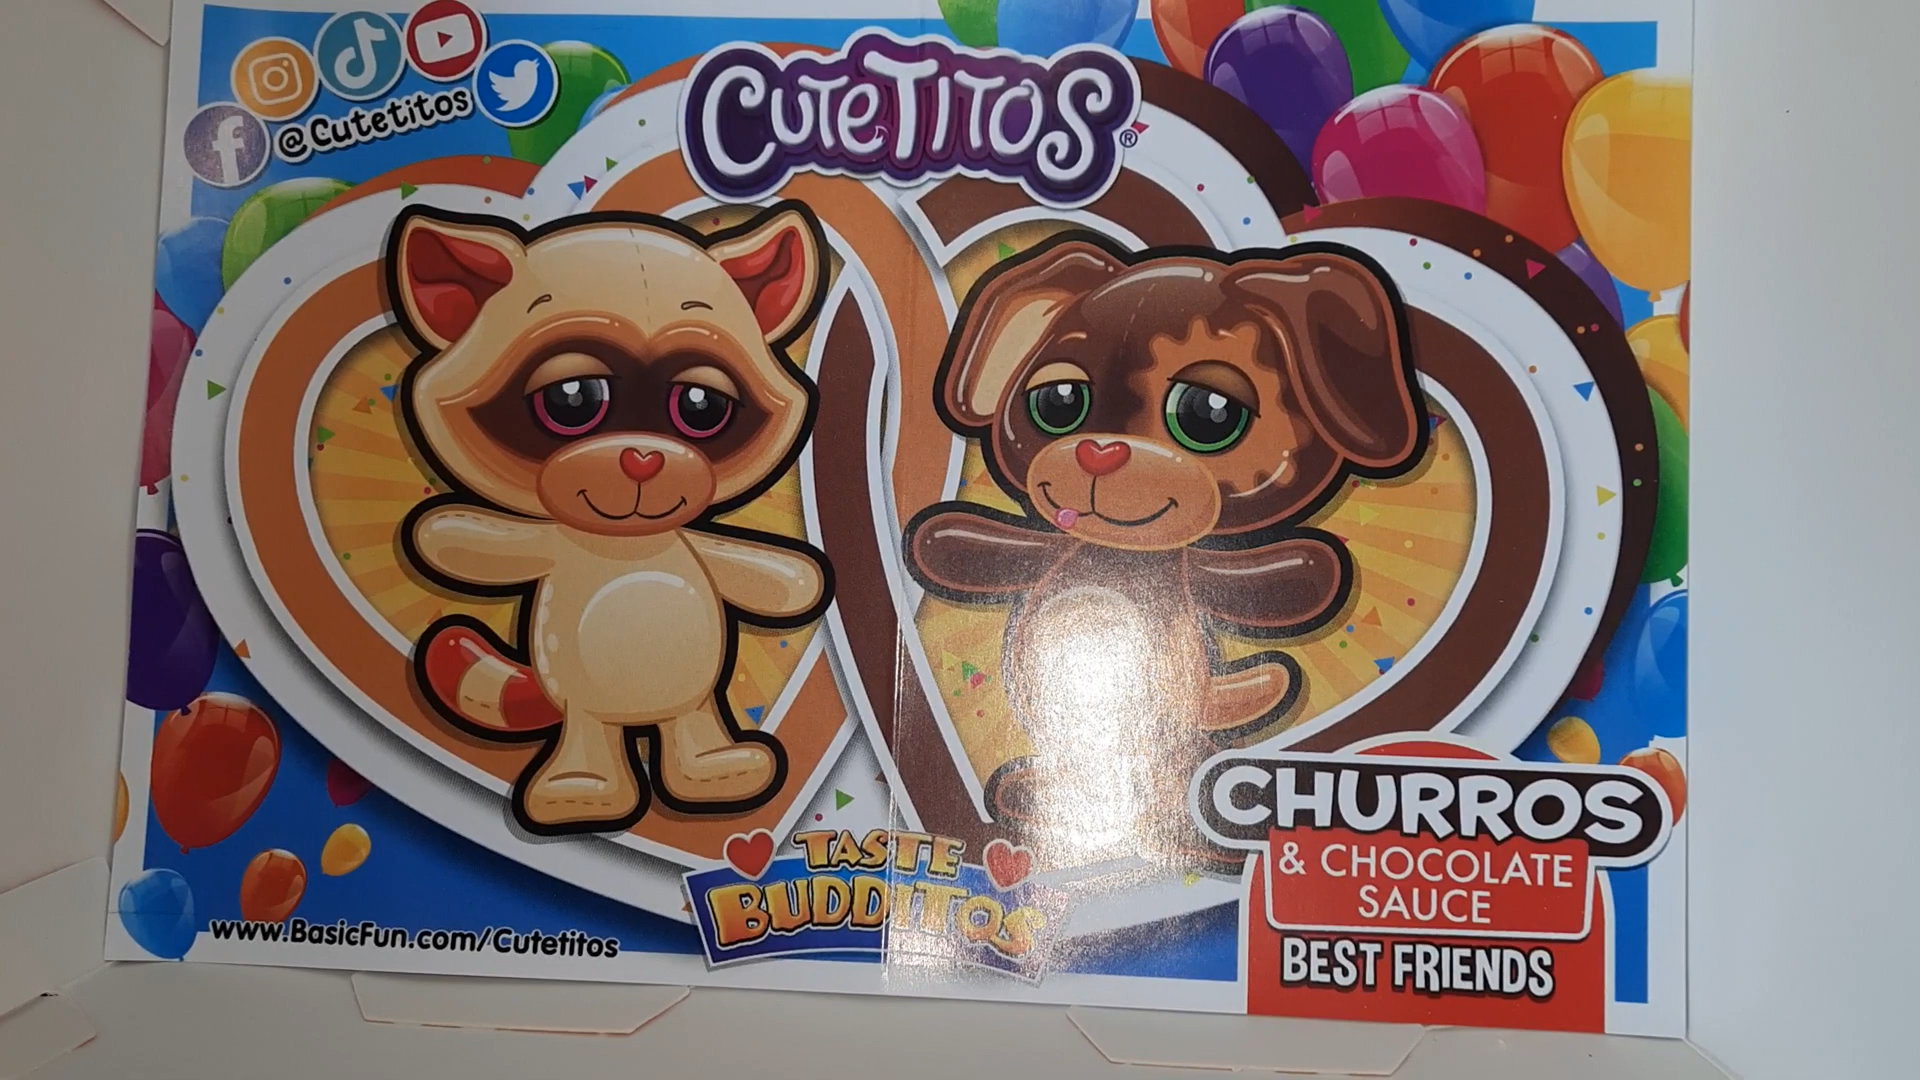 @Cutetitos
CUTETITOS®
CHURROS
& CHOCOLATE
SAUCE
BEST FRIENDS
TASTE
BUDDITOS
www.BasicFun.com/Cutetitos